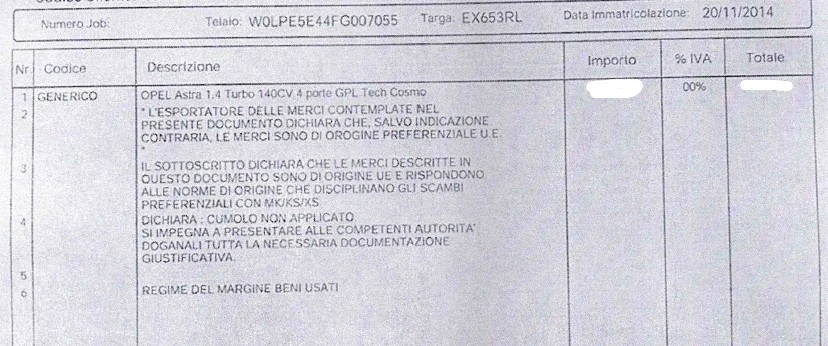 Numero Job: Telaio: W0LPE5E44FG007055 Targa: EX653RL Data Immatricolazione: 20/11/2014
Nr. Codice Descrizione Importo % IVA Totale
1 GENERICO OPEL Astra 1.4 Turbo 140CV 4 porte GPL Tech Cosmo 00%
2 " L'ESPORTATORE DELLE MERCI CONTEMPLATE NEL
PRESENTE DOCUMENTO DICHIARA CHE, SALVO INDICAZIONE
CONTRARIA, LE MERCI SONO DI OROGINE PREFERENZIALE U.E.
"
3 IL SOTTOSCRITTO DICHIARA CHE LE MERCI DESCRITTE IN
QUESTO DOCUMENTO SONO DI ORIGINE UE E RISPONDONO
ALLE NORME DI ORIGINE CHE DISCIPLINANO GLI SCAMBI
PREFERENZIALI CON MK/KS/XS
4 DICHIARA : CUMOLO NON APPLICATO
SI IMPEGNA A PRESENTARE ALLE COMPETENTI AUTORITA'
DOGANALI TUTTA LA NECESSARIA DOCUMENTAZIONE
GIUSTIFICATIVA.
5
6 REGIME DEL MARGINE BENI USATI